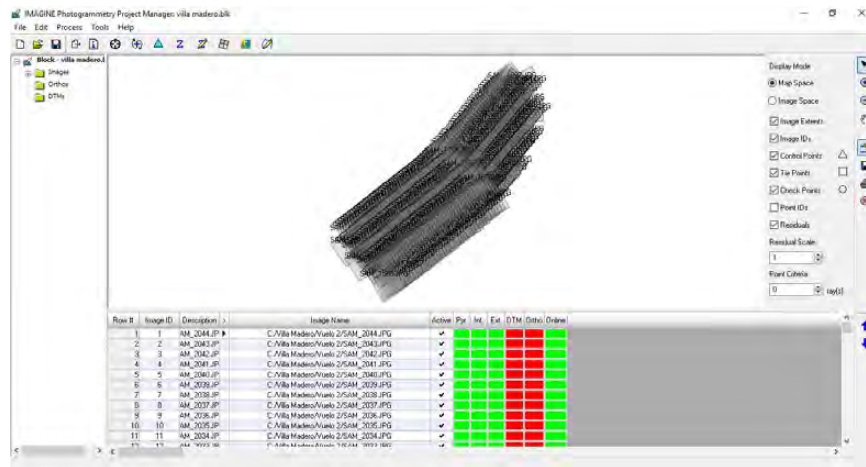 IMAGINE Photogrammetry Project Manager: villa madero.blk
File Edit Process Tools Help
Block - villa madero.l
Images
Orthos
DTMs
Display Mode
Map Space
Image Space
Image Extents
Image IDs
Control Points
Tie Points
Check Points
Point IDs
Residuals
Residual Scale:
1
Point Criteria:
0 ray(s)
Row # Image ID Description > Image Name Active Pyr. Int. Ext. DTM Ortho Online
1 1 AM_2044.JP C:/Villa Madero/Vuelo 2/SAM_2044.JPG
2 2 AM_2043.JP C:/Villa Madero/Vuelo 2/SAM_2043.JPG
3 3 AM_2042.JP C:/Villa Madero/Vuelo 2/SAM_2042.JPG
4 4 AM_2041.JP C:/Villa Madero/Vuelo 2/SAM_2041.JPG
5 5 AM_2040.JP C:/Villa Madero/Vuelo 2/SAM_2040.JPG
6 6 AM_2039.JP C:/Villa Madero/Vuelo 2/SAM_2039.JPG
7 7 AM_2038.JP C:/Villa Madero/Vuelo 2/SAM_2038.JPG
8 8 AM_2037.JP C:/Villa Madero/Vuelo 2/SAM_2037.JPG
9 9 AM_2036.JP C:/Villa Madero/Vuelo 2/SAM_2036.JPG
10 10 AM_2035.JP C:/Villa Madero/Vuelo 2/SAM_2035.JPG
11 11 AM_2034.JP C:/Villa Madero/Vuelo 2/SAM_2034.JPG